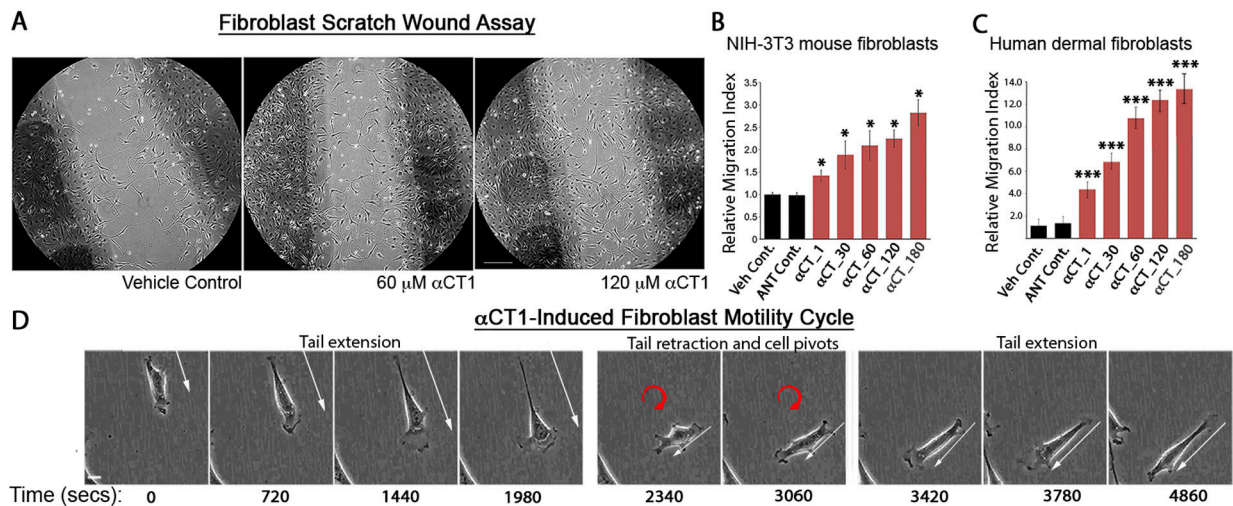 A
Fibroblast Scratch Wound Assay
Vehicle Control
60 μM αCT1
120 μM αCT1
B
NIH-3T3 mouse fibroblasts
Relative Migration Index
3.5
3
2.5
2.0
1.5
1.0
0.5
0
*
*
*
*
*
Veh Cont.
ANT Cont.
αCT_1
αCT_30
αCT_60
αCT_120
αCT_180
C
Human dermal fibroblasts
Relative Migration Index
14.0
12.0
10.0
8.0
6.0
4.0
2.0
***
***
***
***
***
Veh Cont.
ANT Cont.
αCT_1
αCT_30
αCT_60
αCT_120
αCT_180
D
αCT1-Induced Fibroblast Motility Cycle
Tail extension
Tail retraction and cell pivots
Tail extension
Time (secs): 0 720 1440 1980 2340 3060 3420 3780 4860